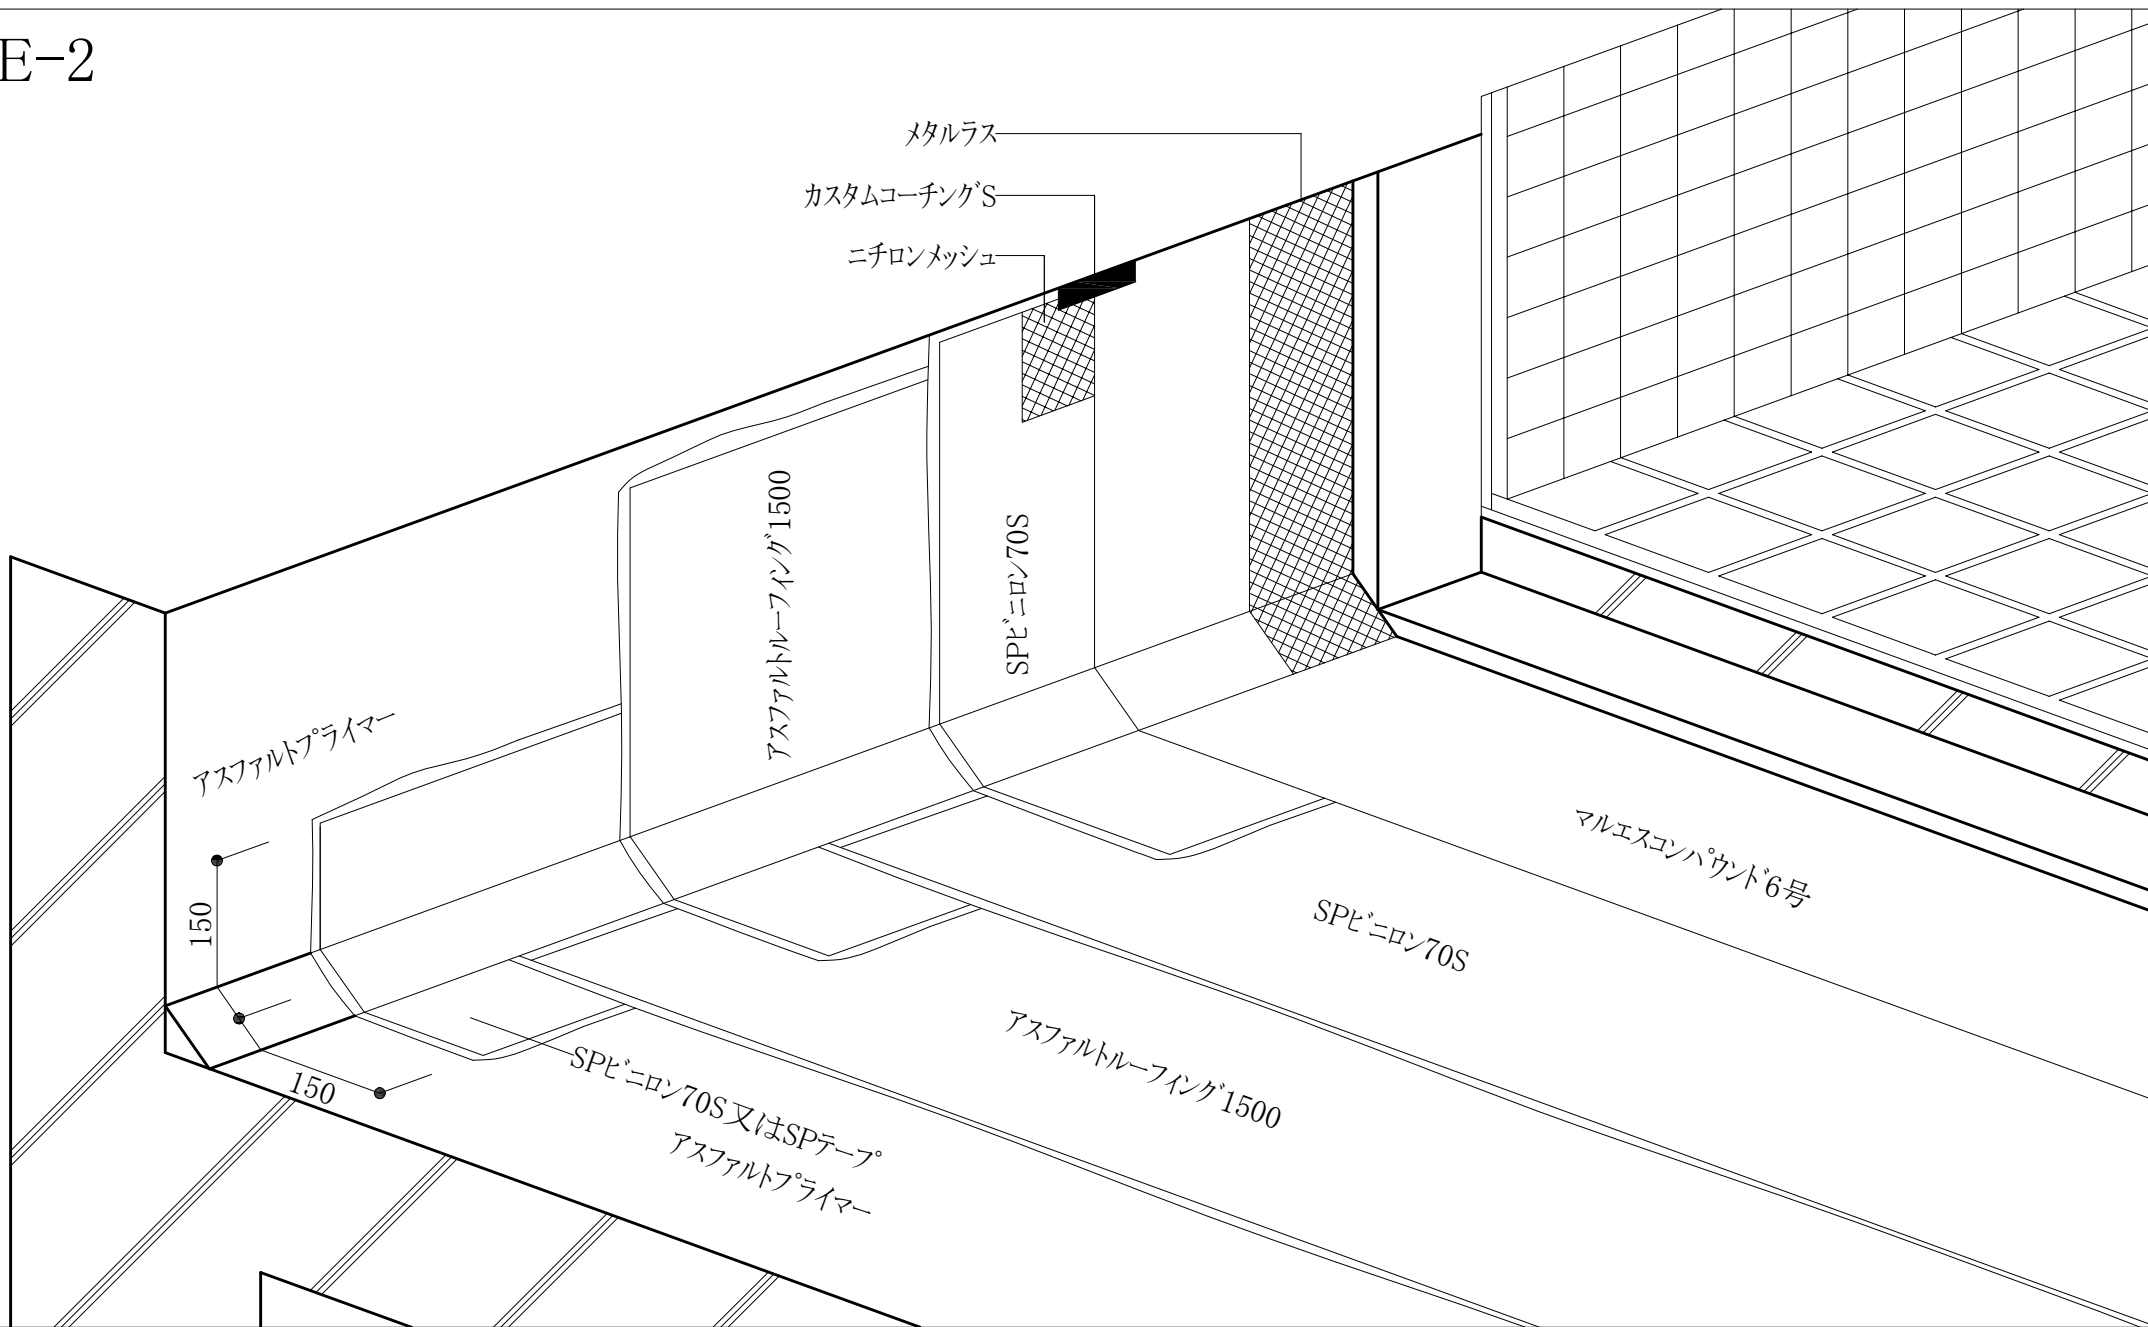 E-2
メタルラス
カスタムコーチングS
ニチロンメッシュ
アスファルトルーフィング1500
SPビニロン70S
アスファルトプライマー
150
150
マルエスコンパウンド6号
SPビニロン70S
アスファルトルーフィング1500
SPビニロン70S又はSPテープ
アスファルトプライマー